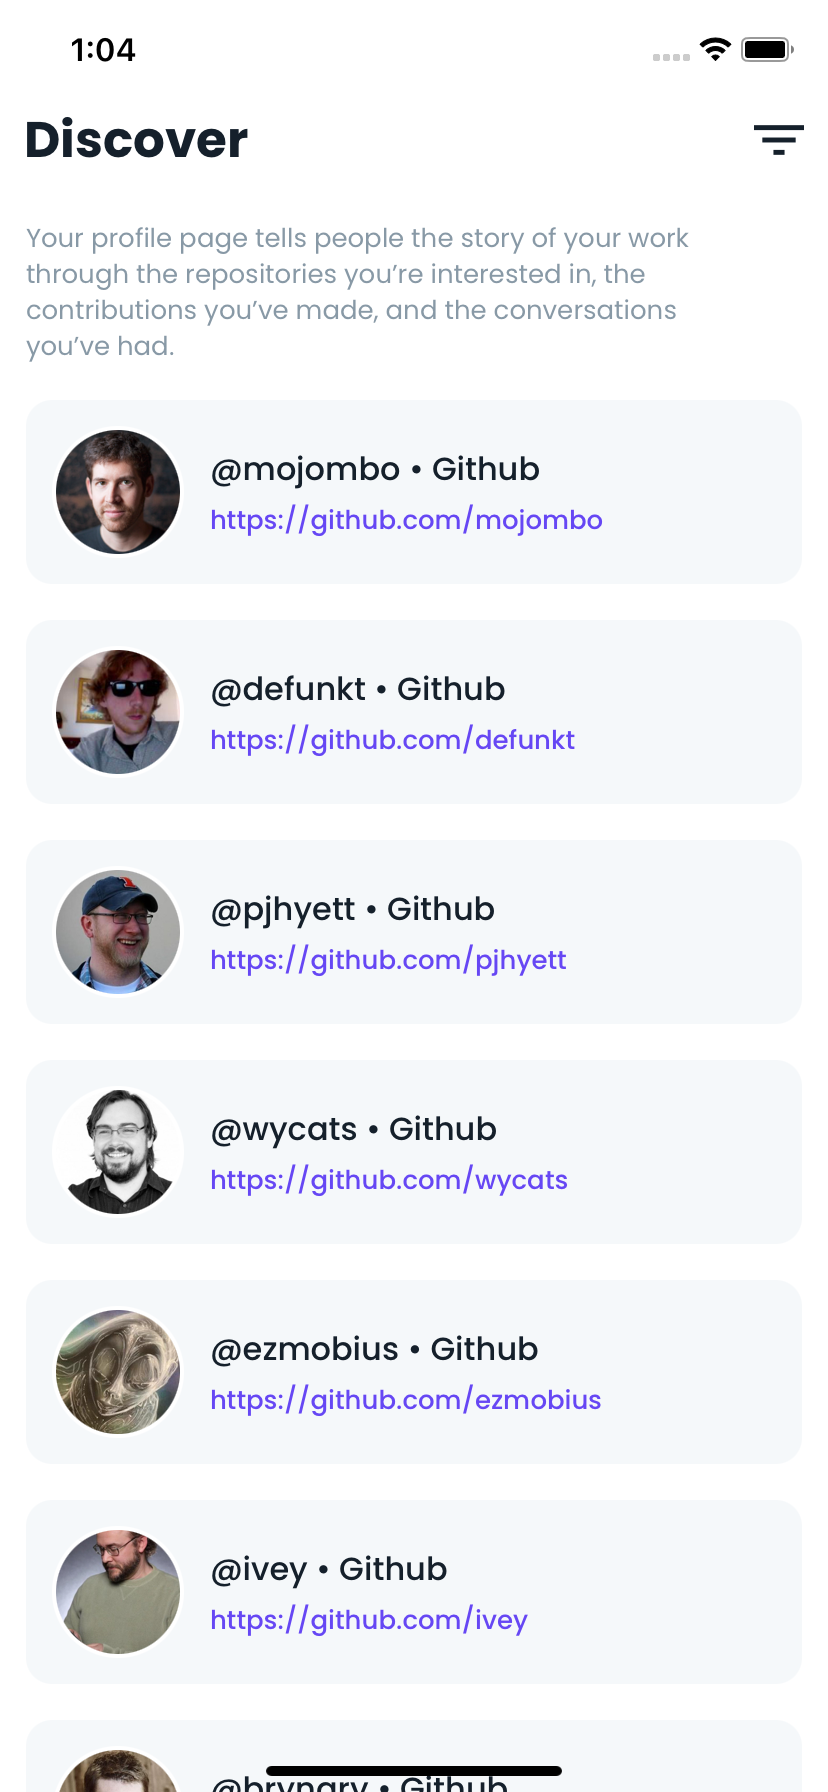 1:04
Discover
Your profile page tells people the story of your work
through the repositories you’re interested in, the
contributions you’ve made, and the conversations
you’ve had.
@mojombo • Github
https://github.com/mojombo
@defunkt • Github
https://github.com/defunkt
@pjhyett • Github
https://github.com/pjhyett
@wycats • Github
https://github.com/wycats
@ezmobius • Github
https://github.com/ezmobius
@ivey • Github
https://github.com/ivey
@brynary • Github